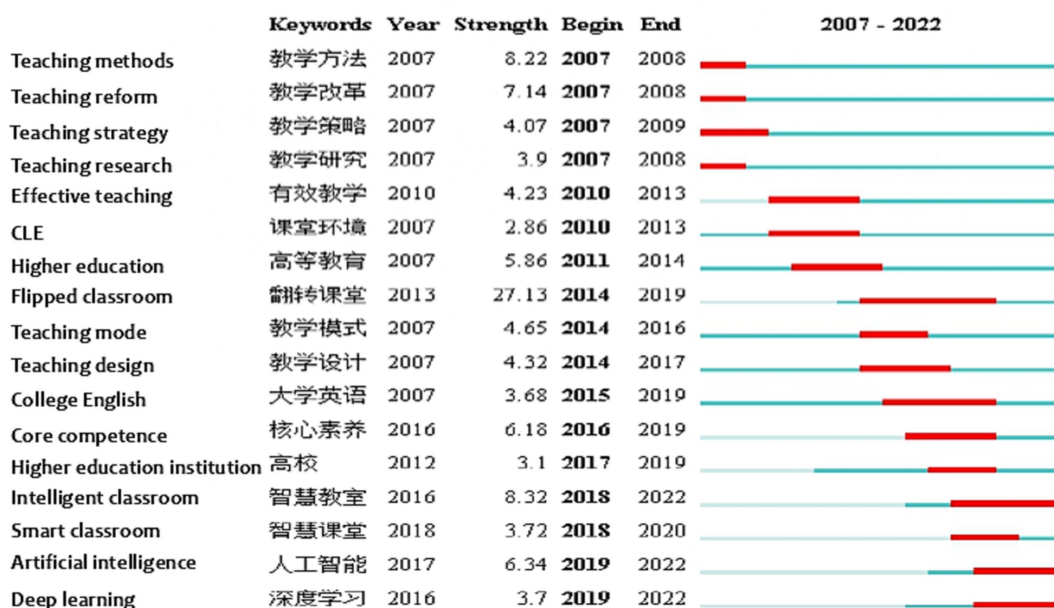 Keywords Year Strength Begin End 2007 - 2022
Teaching methods 教学方法 2007 8.22 2007 2008
Teaching reform 教学改革 2007 7.14 2007 2008
Teaching strategy 教学策略 2007 4.07 2007 2009
Teaching research 教学研究 2007 3.9 2007 2008
Effective teaching 有效教学 2010 4.23 2010 2013
CLE 课堂环境 2007 2.86 2010 2013
Higher education 高等教育 2007 5.86 2011 2014
Flipped classroom 翻转课堂 2013 27.13 2014 2019
Teaching mode 教学模式 2007 4.65 2014 2016
Teaching design 教学设计 2007 4.32 2014 2017
College English 大学英语 2007 3.68 2015 2019
Core competence 核心素养 2016 6.18 2016 2019
Higher education institution 高校 2012 3.1 2017 2019
Intelligent classroom 智慧教室 2016 8.32 2018 2022
Smart classroom 智慧课堂 2018 3.72 2018 2020
Artificial intelligence 人工智能 2017 6.34 2019 2022
Deep learning 深度学习 2016 3.7 2019 2022